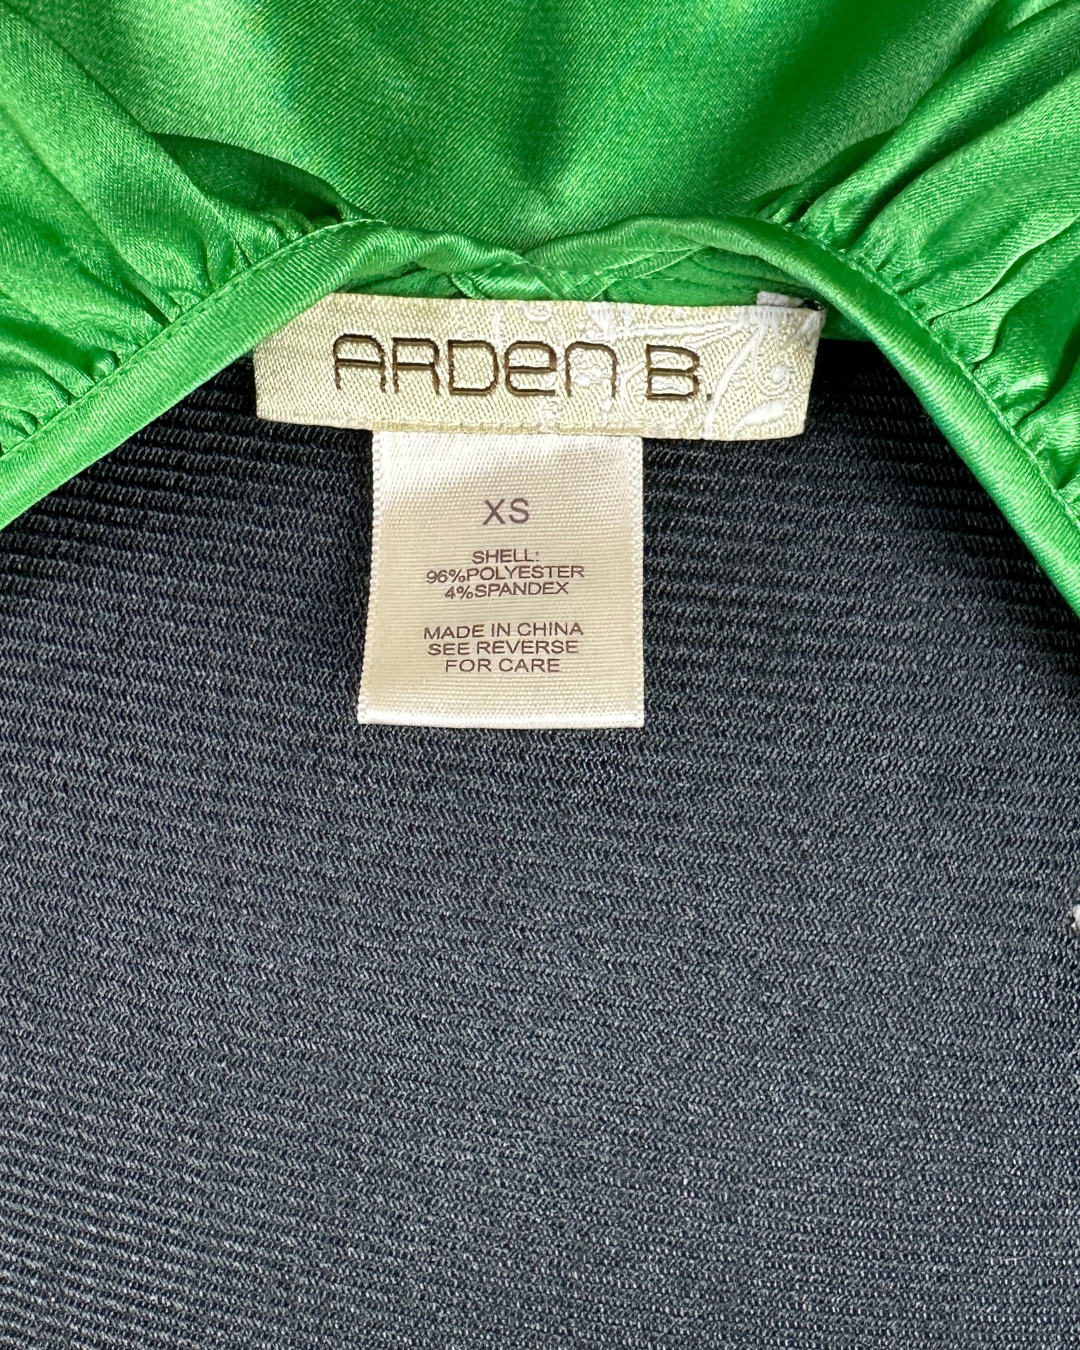 ARDEN B.
XS
SHELL:
96%POLYESTER
4%SPANDEX
MADE IN CHINA
SEE REVERSE
FOR CARE